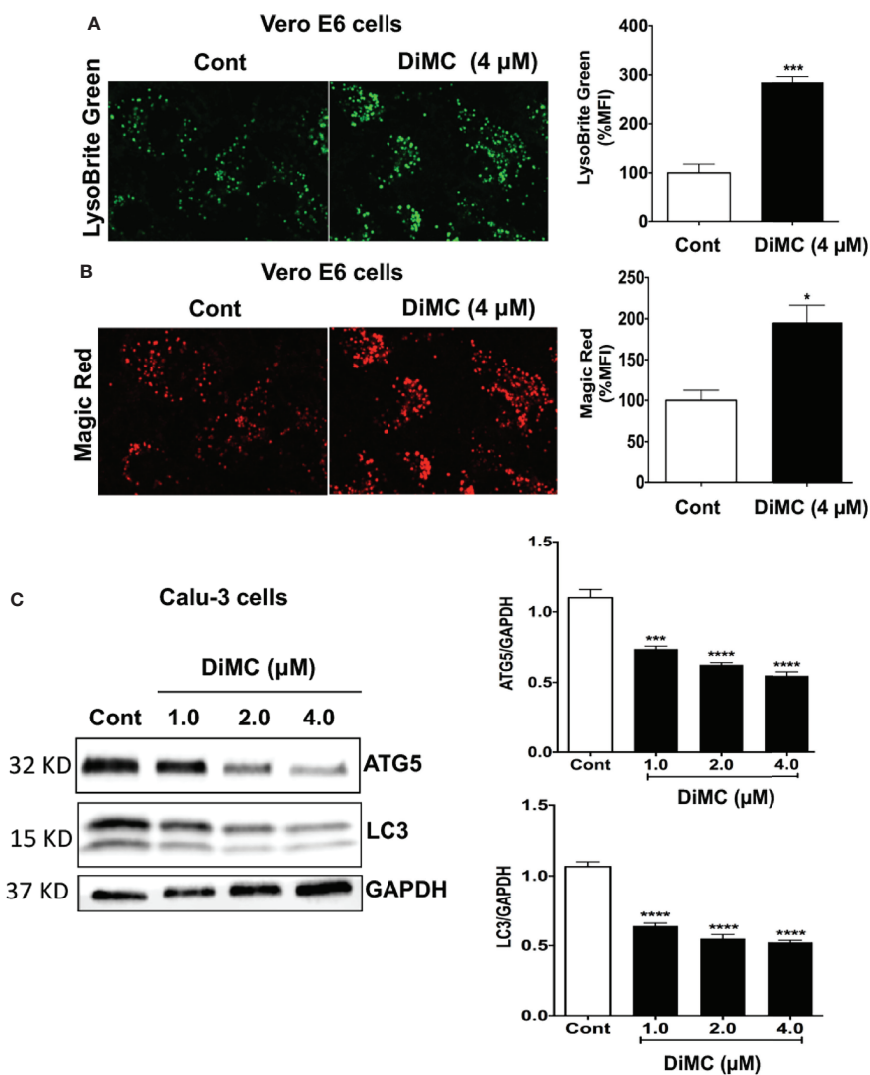 A
Vero E6 cells
Cont
DiMC (4 µM)
LysoBrite Green
LysoBrite Green
(%MFI)
400
300
200
100
0
***
Cont
DiMC (4 µM)
B
Vero E6 cells
Cont
DiMC (4 µM)
Magic Red
Magic Red
(%MFI)
250
200
150
100
50
0
*
Cont
DiMC (4 µM)
C
Calu-3 cells
DiMC (µM)
Cont 1.0 2.0 4.0
32 KD ATG5
15 KD LC3
37 KD GAPDH
ATG5/GAPDH
1.5
1.0
0.5
0.0
***
****
****
Cont 1.0 2.0 4.0
DiMC (µM)
LC3/GAPDH
1.5
1.0
0.5
0.0
****
****
****
Cont 1.0 2.0 4.0
DiMC (µM)